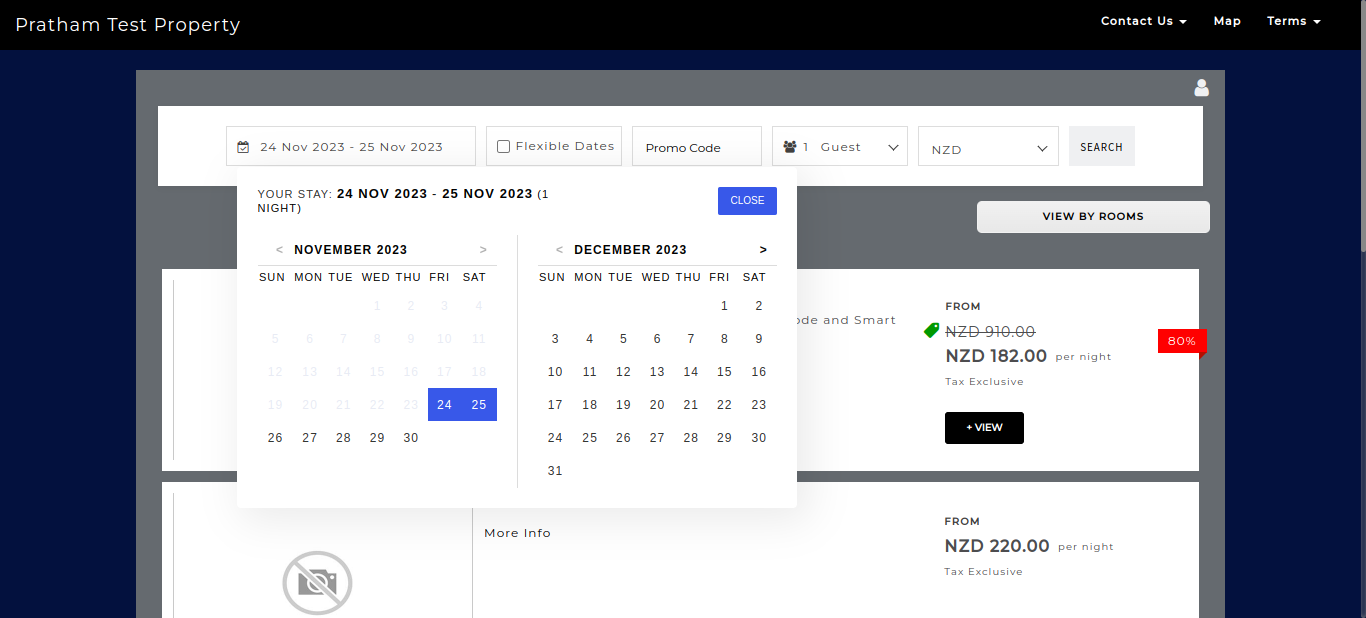 Pratham Test Property
Contact Us Map Terms
24 Nov 2023 - 25 Nov 2023 Flexible Dates Promo Code 1 Guest NZD SEARCH
YOUR STAY: 24 NOV 2023 - 25 NOV 2023 (1
NIGHT)
CLOSE
VIEW BY ROOMS
< NOVEMBER 2023 >
SUN MON TUE WED THU FRI SAT
1 2 3 4
5 6 7 8 9 10 11
12 13 14 15 16 17 18
19 20 21 22 23 24 25
26 27 28 29 30
< DECEMBER 2023 >
SUN MON TUE WED THU FRI SAT
1 2
3 4 5 6 7 8 9
10 11 12 13 14 15 16
17 18 19 20 21 22 23
24 25 26 27 28 29 30
31
ode and Smart
FROM
NZD 910.00
NZD 182.00 per night
Tax Exclusive
80%
+ VIEW
More Info
FROM
NZD 220.00 per night
Tax Exclusive